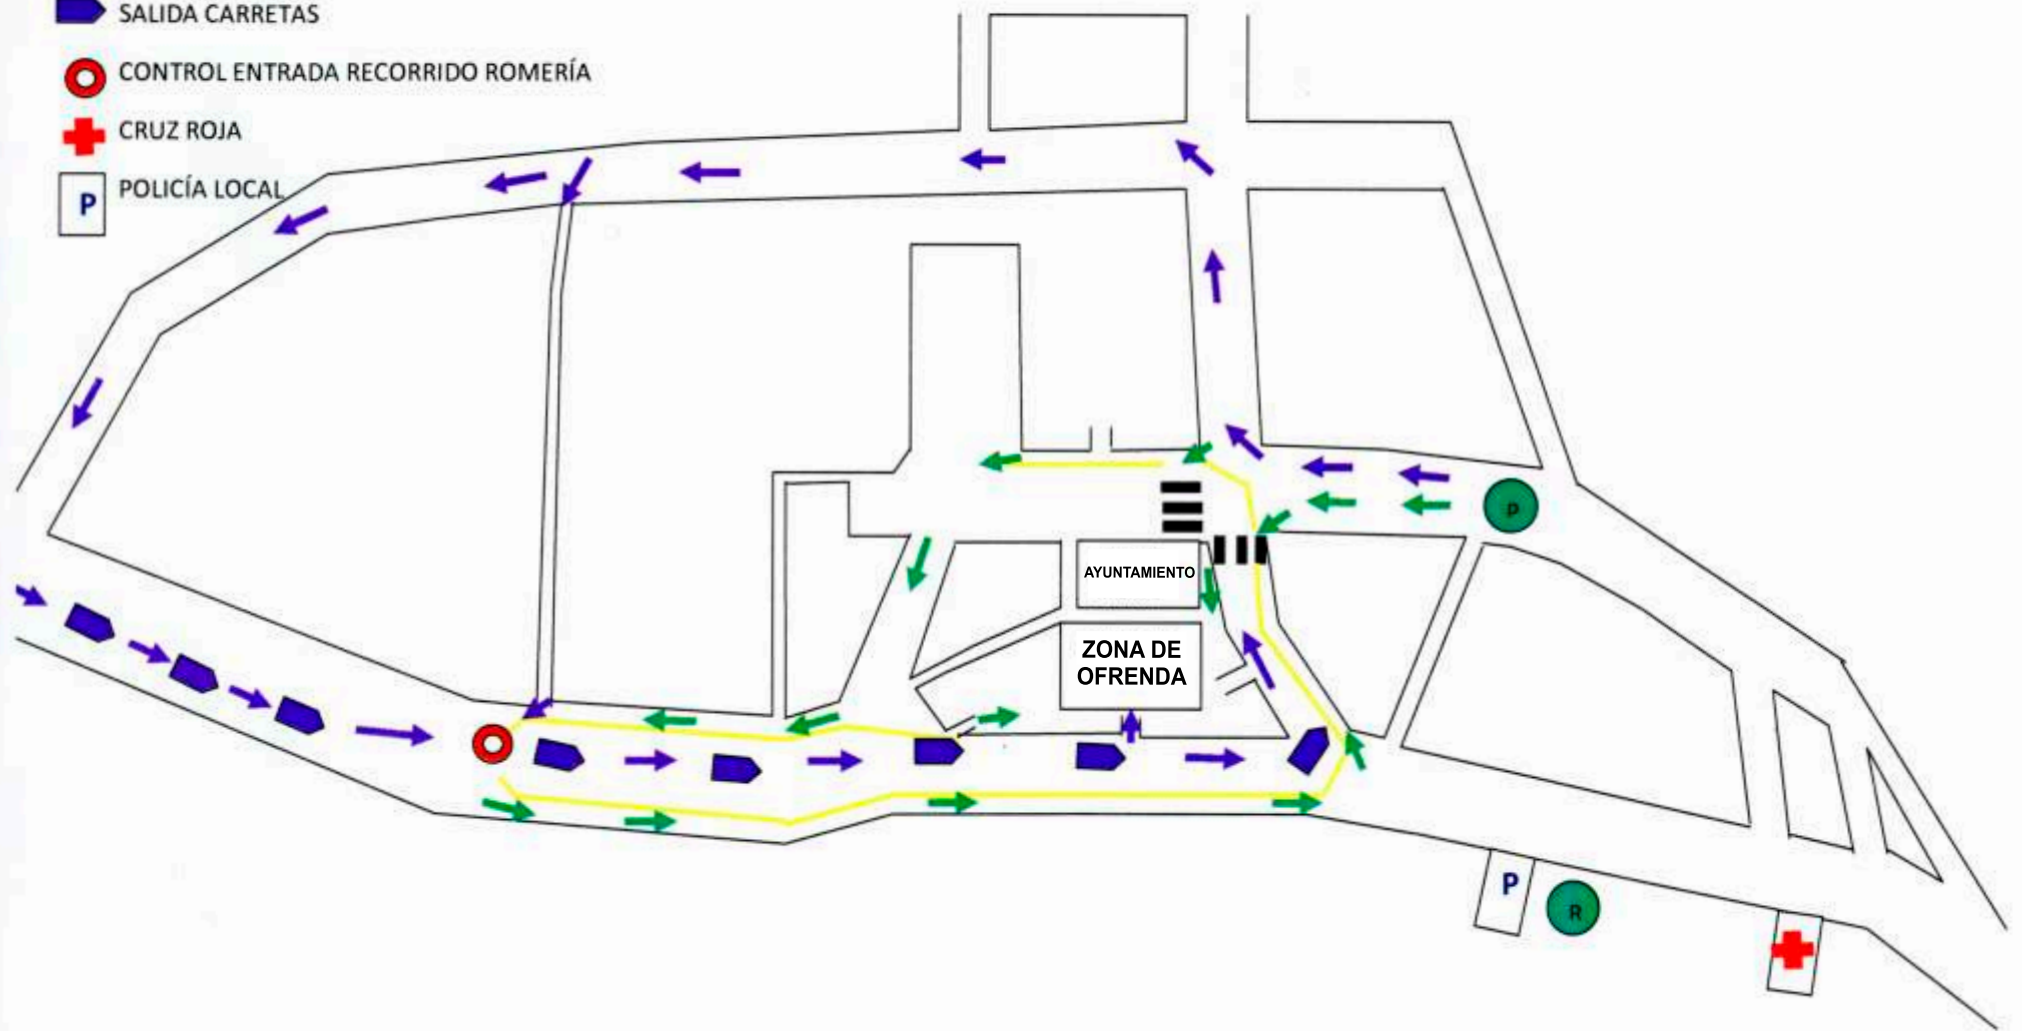 SALIDA CARRETAS
CONTROL ENTRADA RECORRIDO ROMERÍA
CRUZ ROJA
POLICÍA LOCAL
P
P
AYUNTAMIENTO
ZONA DE
OFRENDA
P
R